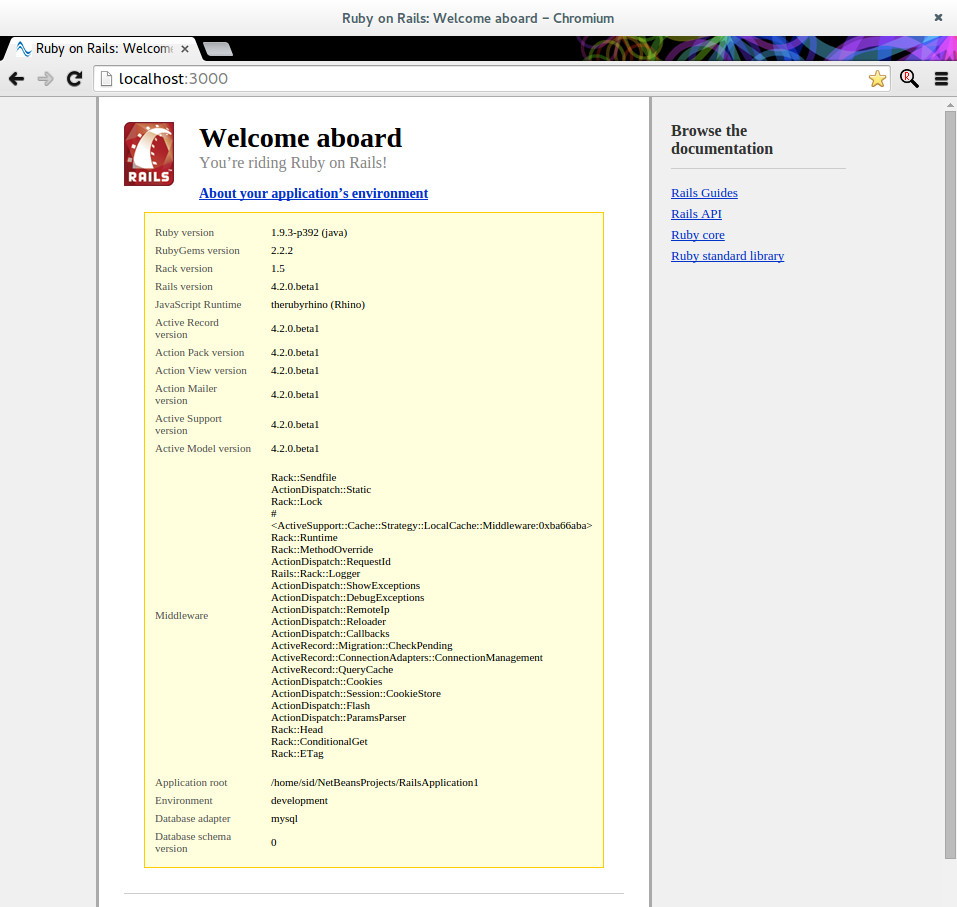 Ruby on Rails: Welcome aboard – Chromium
Ruby on Rails: Welcome
localhost:3000
RAILS
Welcome aboard
You’re riding Ruby on Rails!
About your application’s environment
Ruby version 1.9.3-p392 (java)
RubyGems version 2.2.2
Rack version 1.5
Rails version 4.2.0.beta1
JavaScript Runtime therubyrhino (Rhino)
Active Record
version 4.2.0.beta1
Action Pack version 4.2.0.beta1
Action View version 4.2.0.beta1
Action Mailer
version 4.2.0.beta1
Active Support
version 4.2.0.beta1
Active Model version 4.2.0.beta1
Middleware
Rack::Sendfile
ActionDispatch::Static
Rack::Lock
#
<ActiveSupport::Cache::Strategy::LocalCache::Middleware:0xba66aba>
Rack::Runtime
Rack::MethodOverride
ActionDispatch::RequestId
Rails::Rack::Logger
ActionDispatch::ShowExceptions
ActionDispatch::DebugExceptions
ActionDispatch::RemoteIp
ActionDispatch::Reloader
ActionDispatch::Callbacks
ActiveRecord::Migration::CheckPending
ActiveRecord::ConnectionAdapters::ConnectionManagement
ActiveRecord::QueryCache
ActionDispatch::Cookies
ActionDispatch::Session::CookieStore
ActionDispatch::Flash
ActionDispatch::ParamsParser
Rack::Head
Rack::ConditionalGet
Rack::ETag
Application root /home/sid/NetBeansProjects/RailsApplication1
Environment development
Database adapter mysql
Database schema
version 0
Browse the
documentation
Rails Guides
Rails API
Ruby core
Ruby standard library